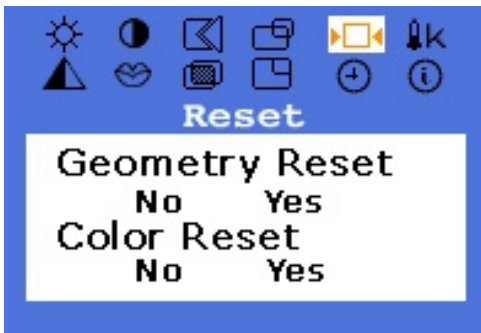 K
Reset
Geometry Reset
No Yes
Color Reset
No Yes